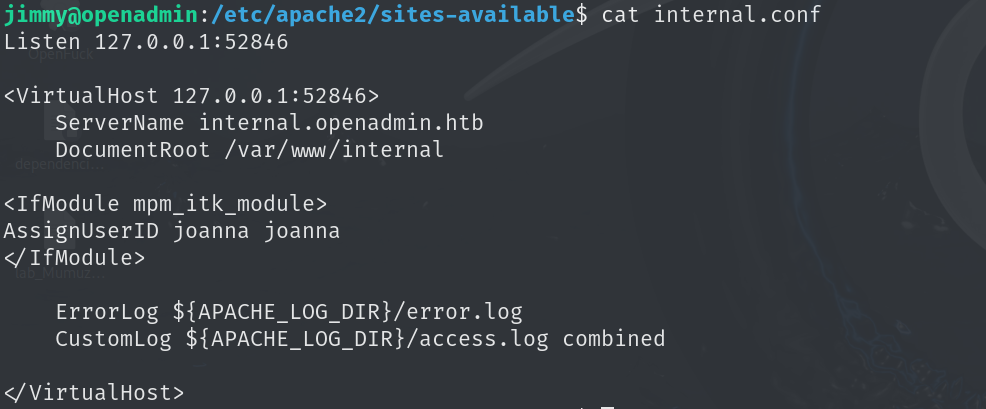 jimmy@openadmin:/etc/apache2/sites-available$ cat internal.conf
Listen 127.0.0.1:52846
<VirtualHost 127.0.0.1:52846>
    ServerName internal.openadmin.htb
    DocumentRoot /var/www/internal
<IfModule mpm_itk_module>
AssignUserID joanna joanna
</IfModule>
    ErrorLog ${APACHE_LOG_DIR}/error.log
    CustomLog ${APACHE_LOG_DIR}/access.log combined
</VirtualHost>